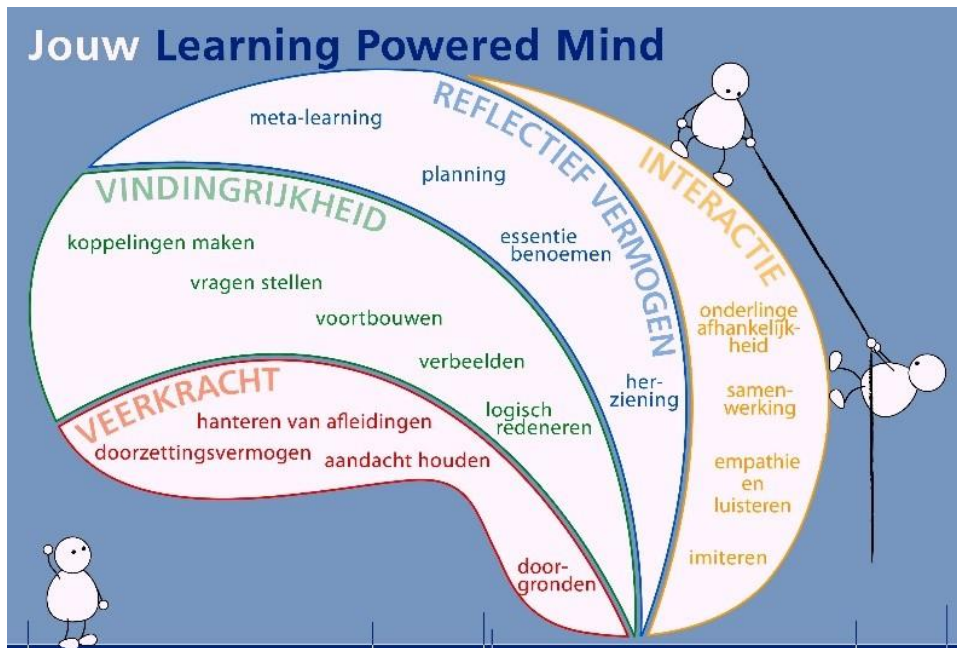 Jouw Learning Powered Mind
REFLECTIEF VERMOGEN
meta-learning
planning
essentie
benoemen
her-
ziening
VINDINGRIJKHEID
koppelingen maken
vragen stellen
voortbouwen
verbeelden
logisch
redeneren
VEERKRACHT
hanteren van afleidingen
doorzettingsvermogen
aandacht houden
door-
gronden
INTERACTIE
onderlinge
afhankelijk-
heid
samen-
werking
empathie
en
luisteren
imiteren